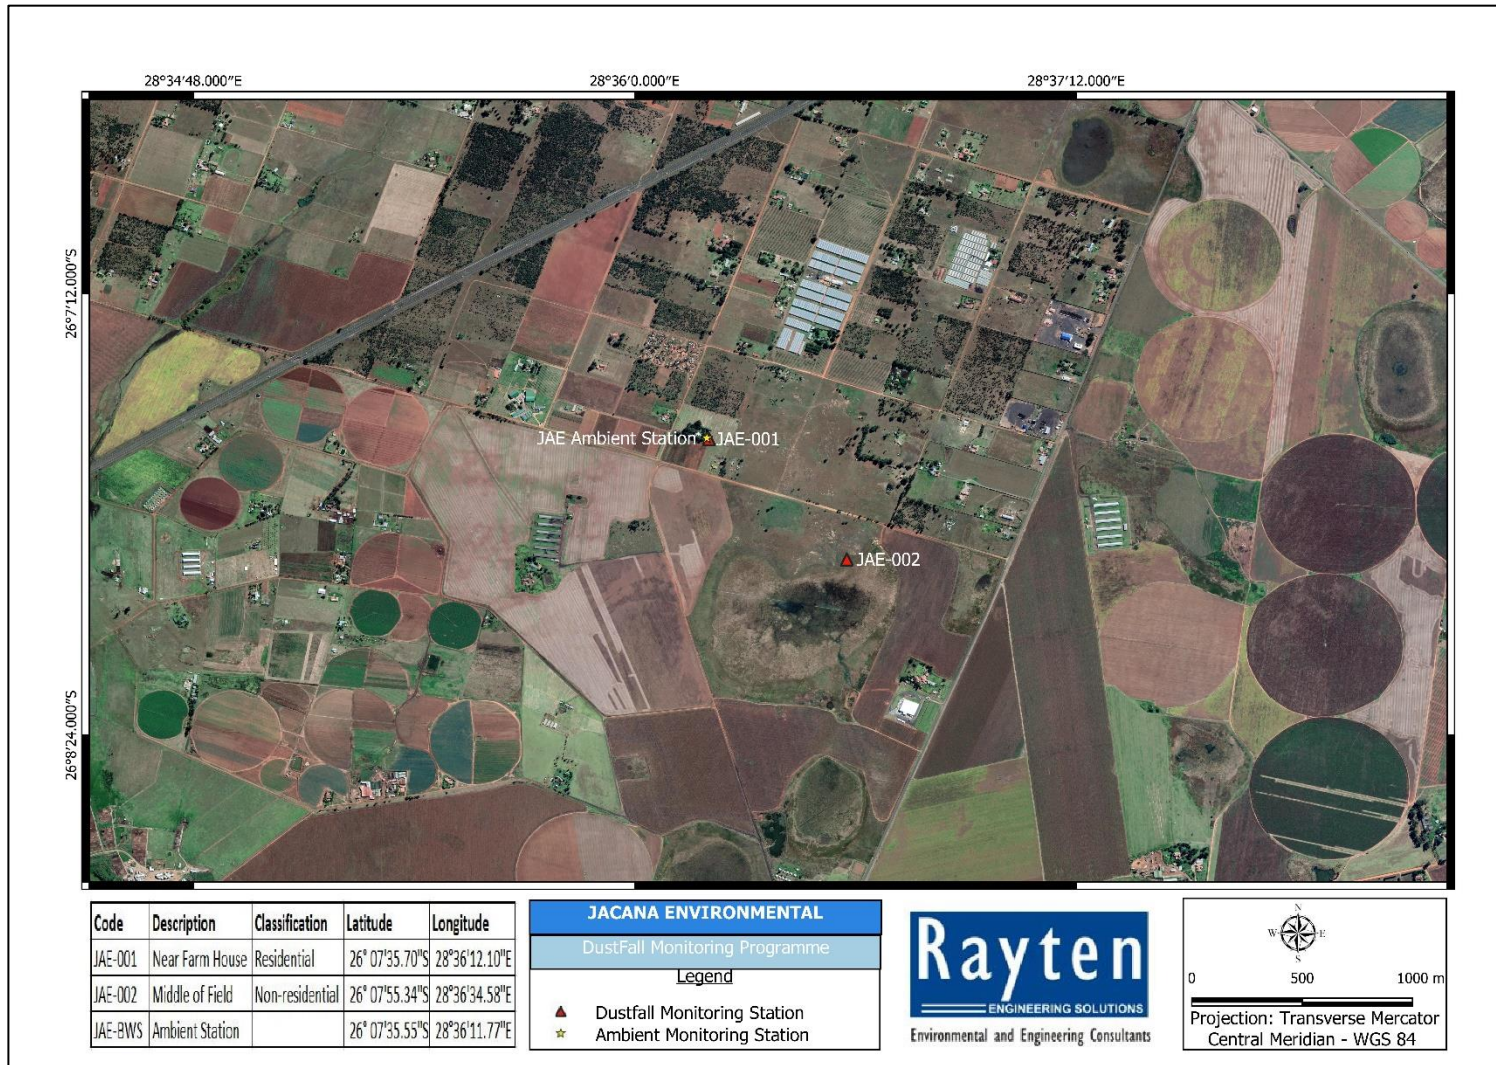 28°34'48.000"E 28°36'0.000"E 28°37'12.000"E
26°7'12.000"S
26°8'24.000"S
JAE Ambient Station JAE-001
JAE-002
Code Description Classification Latitude Longitude
JAE-001 Near Farm House Residential 26° 07'35.70"S 28°36'12.10"E
JAE-002 Middle of Field Non-residential 26° 07'55.34"S 28°36'34.58"E
JAE-BWS Ambient Station 26° 07'35.55"S 28°36'11.77"E
JACANA ENVIRONMENTAL
DustFall Monitoring Programme
Legend
Dustfall Monitoring Station
Ambient Monitoring Station
Rayten
ENGINEERING SOLUTIONS
Environmental and Engineering Consultants
N
W E
S
0 500 1000 m
Projection: Transverse Mercator
Central Meridian - WGS 84